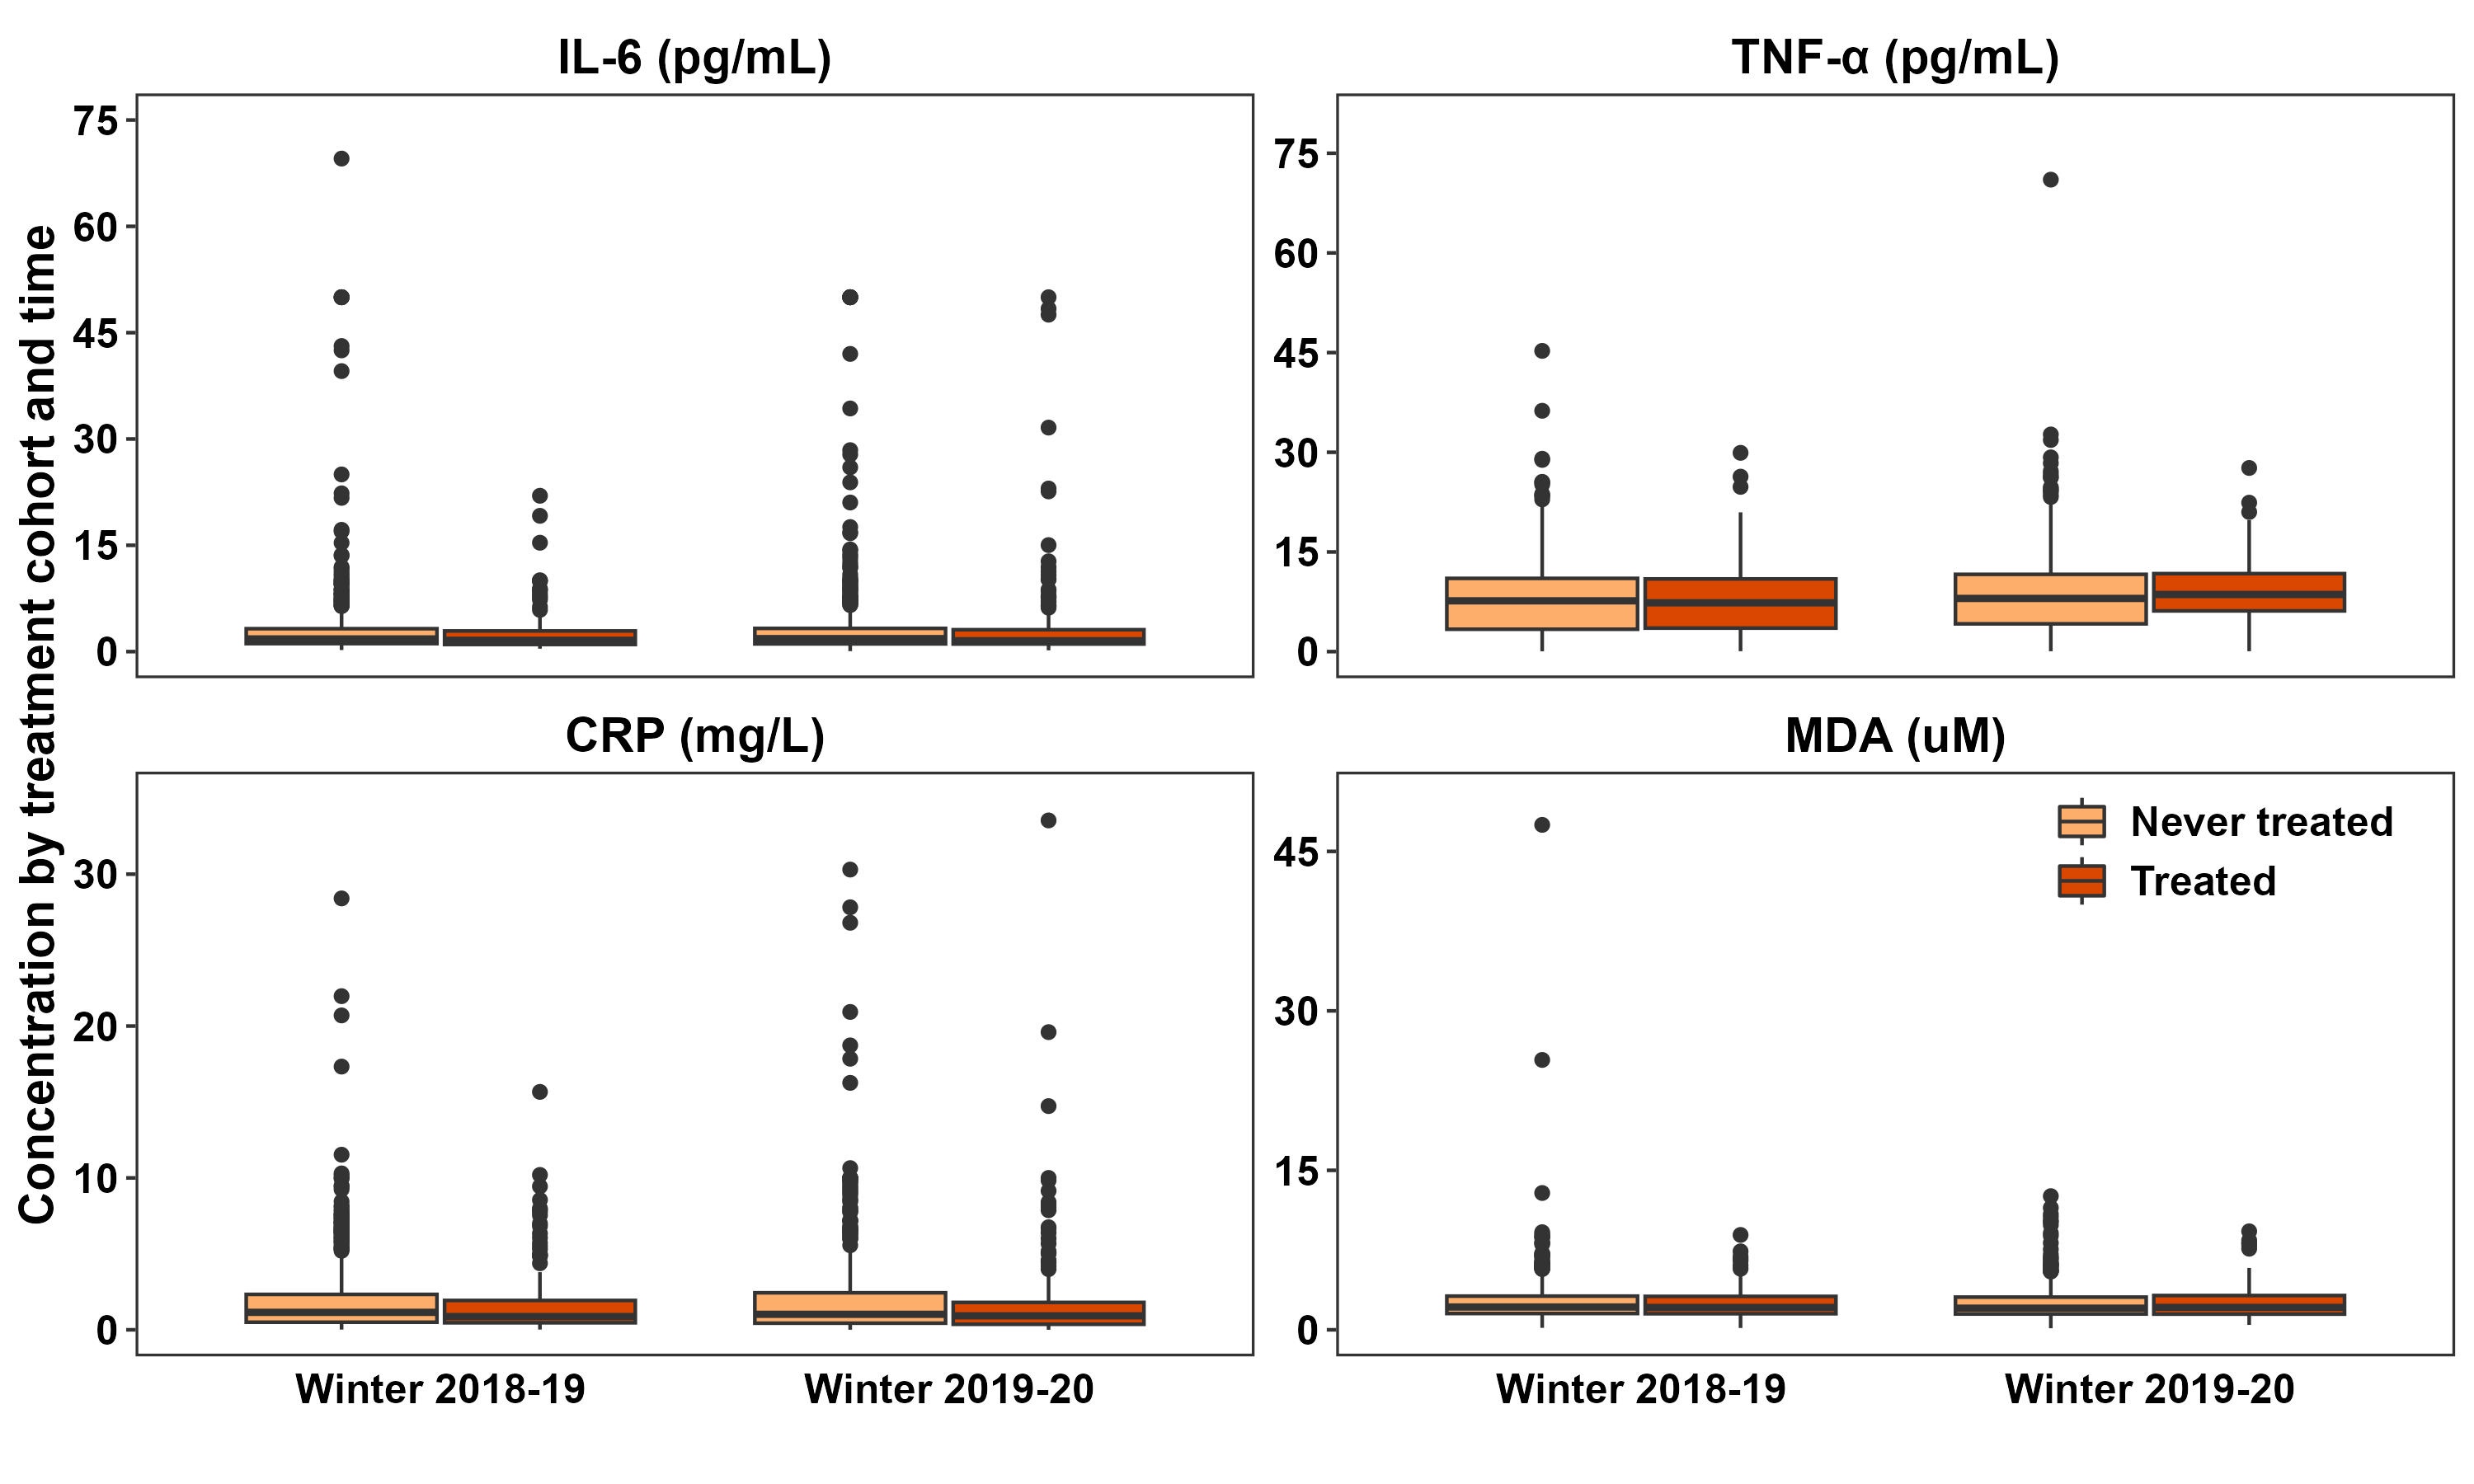 Concentration by treatment cohort and time
IL-6 (pg/mL)
75
60
45
30
15
0
TNF-α (pg/mL)
75
60
45
30
15
0
CRP (mg/L)
30
20
10
0
Winter 2018-19
Winter 2019-20
MDA (uM)
45
30
15
0
Never treated
Treated
Winter 2018-19
Winter 2019-20